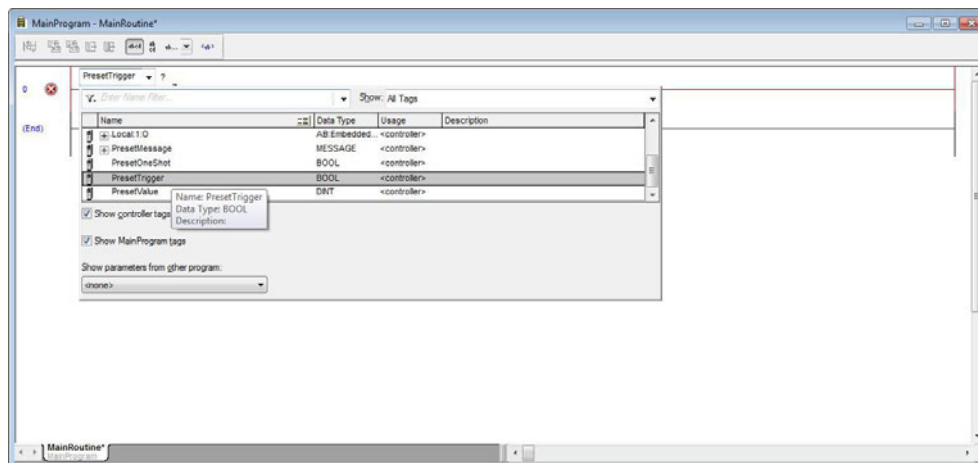 MainProgram - MainRoutine*
PresetTrigger ?
0
Enter Name Filter... Show: All Tags
Name Data Type Usage Description
(End)
Local:1:O AB:Embedded... <controller>
PresetMessage MESSAGE <controller>
PresetOneShot BOOL <controller>
PresetTrigger BOOL <controller>
PresetValue DINT <controller>
Name: PresetTrigger
Data Type: BOOL
Description:
Show controller tags
Show MainProgram tags
Show parameters from other program:
<none>
MainRoutine*
MainProgram